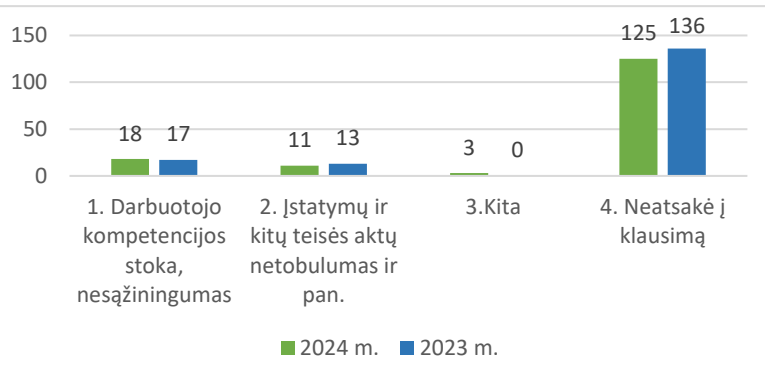 150
125 136
100
50
18 17 11 13 3 0
0
1. Darbuotojo
kompetencijos
stoka,
nesąžiningumas
2. Įstatymų ir
kitų teisės aktų
netobulumas ir
pan.
3.Kita
4. Neatsakė į
klausimą
2024 m. 2023 m.